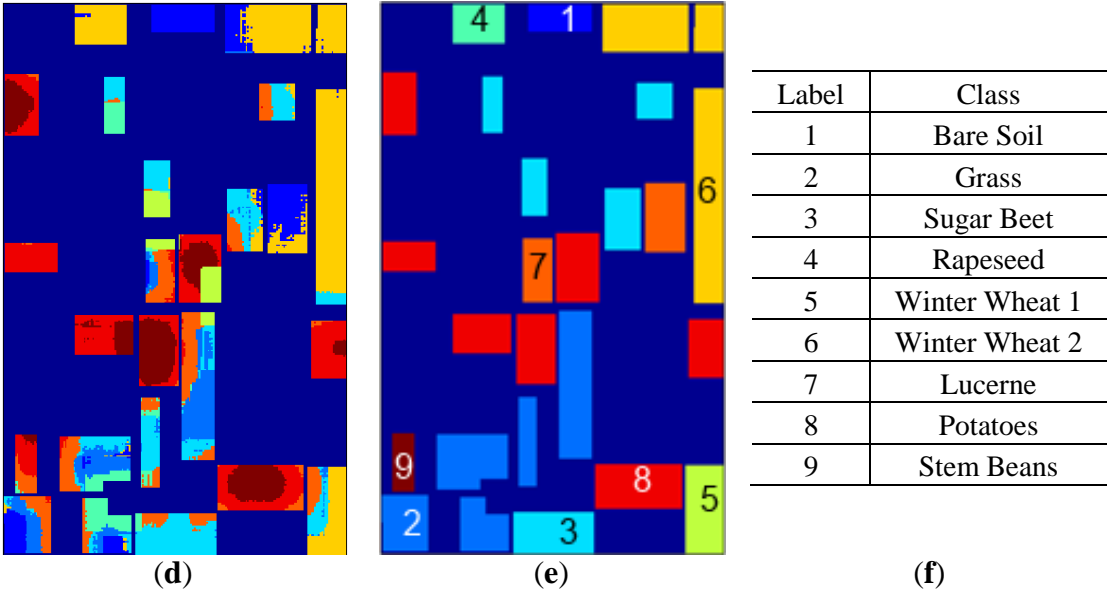 4 1
6
7
9
8
5
2
3
Label Class
1 Bare Soil
2 Grass
3 Sugar Beet
4 Rapeseed
5 Winter Wheat 1
6 Winter Wheat 2
7 Lucerne
8 Potatoes
9 Stem Beans
(d) (e) (f)